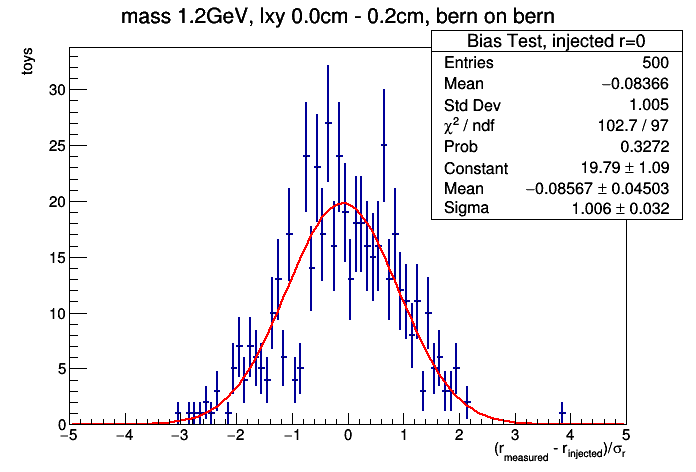 mass 1.2GeV, lxy 0.0cm - 0.2cm, bern on bern
toys
Bias Test, injected r=0
Entries 500
Mean −0.08366
Std Dev 1.005
χ² / ndf 102.7 / 97
Prob 0.3272
Constant 19.79 ± 1.09
Mean −0.08567 ± 0.04503
Sigma 1.006 ± 0.032
30
25
20
15
10
5
0
−5 −4 −3 −2 −1 0 1 2 3 4 5
(r_measured - r_injected)/σ_r